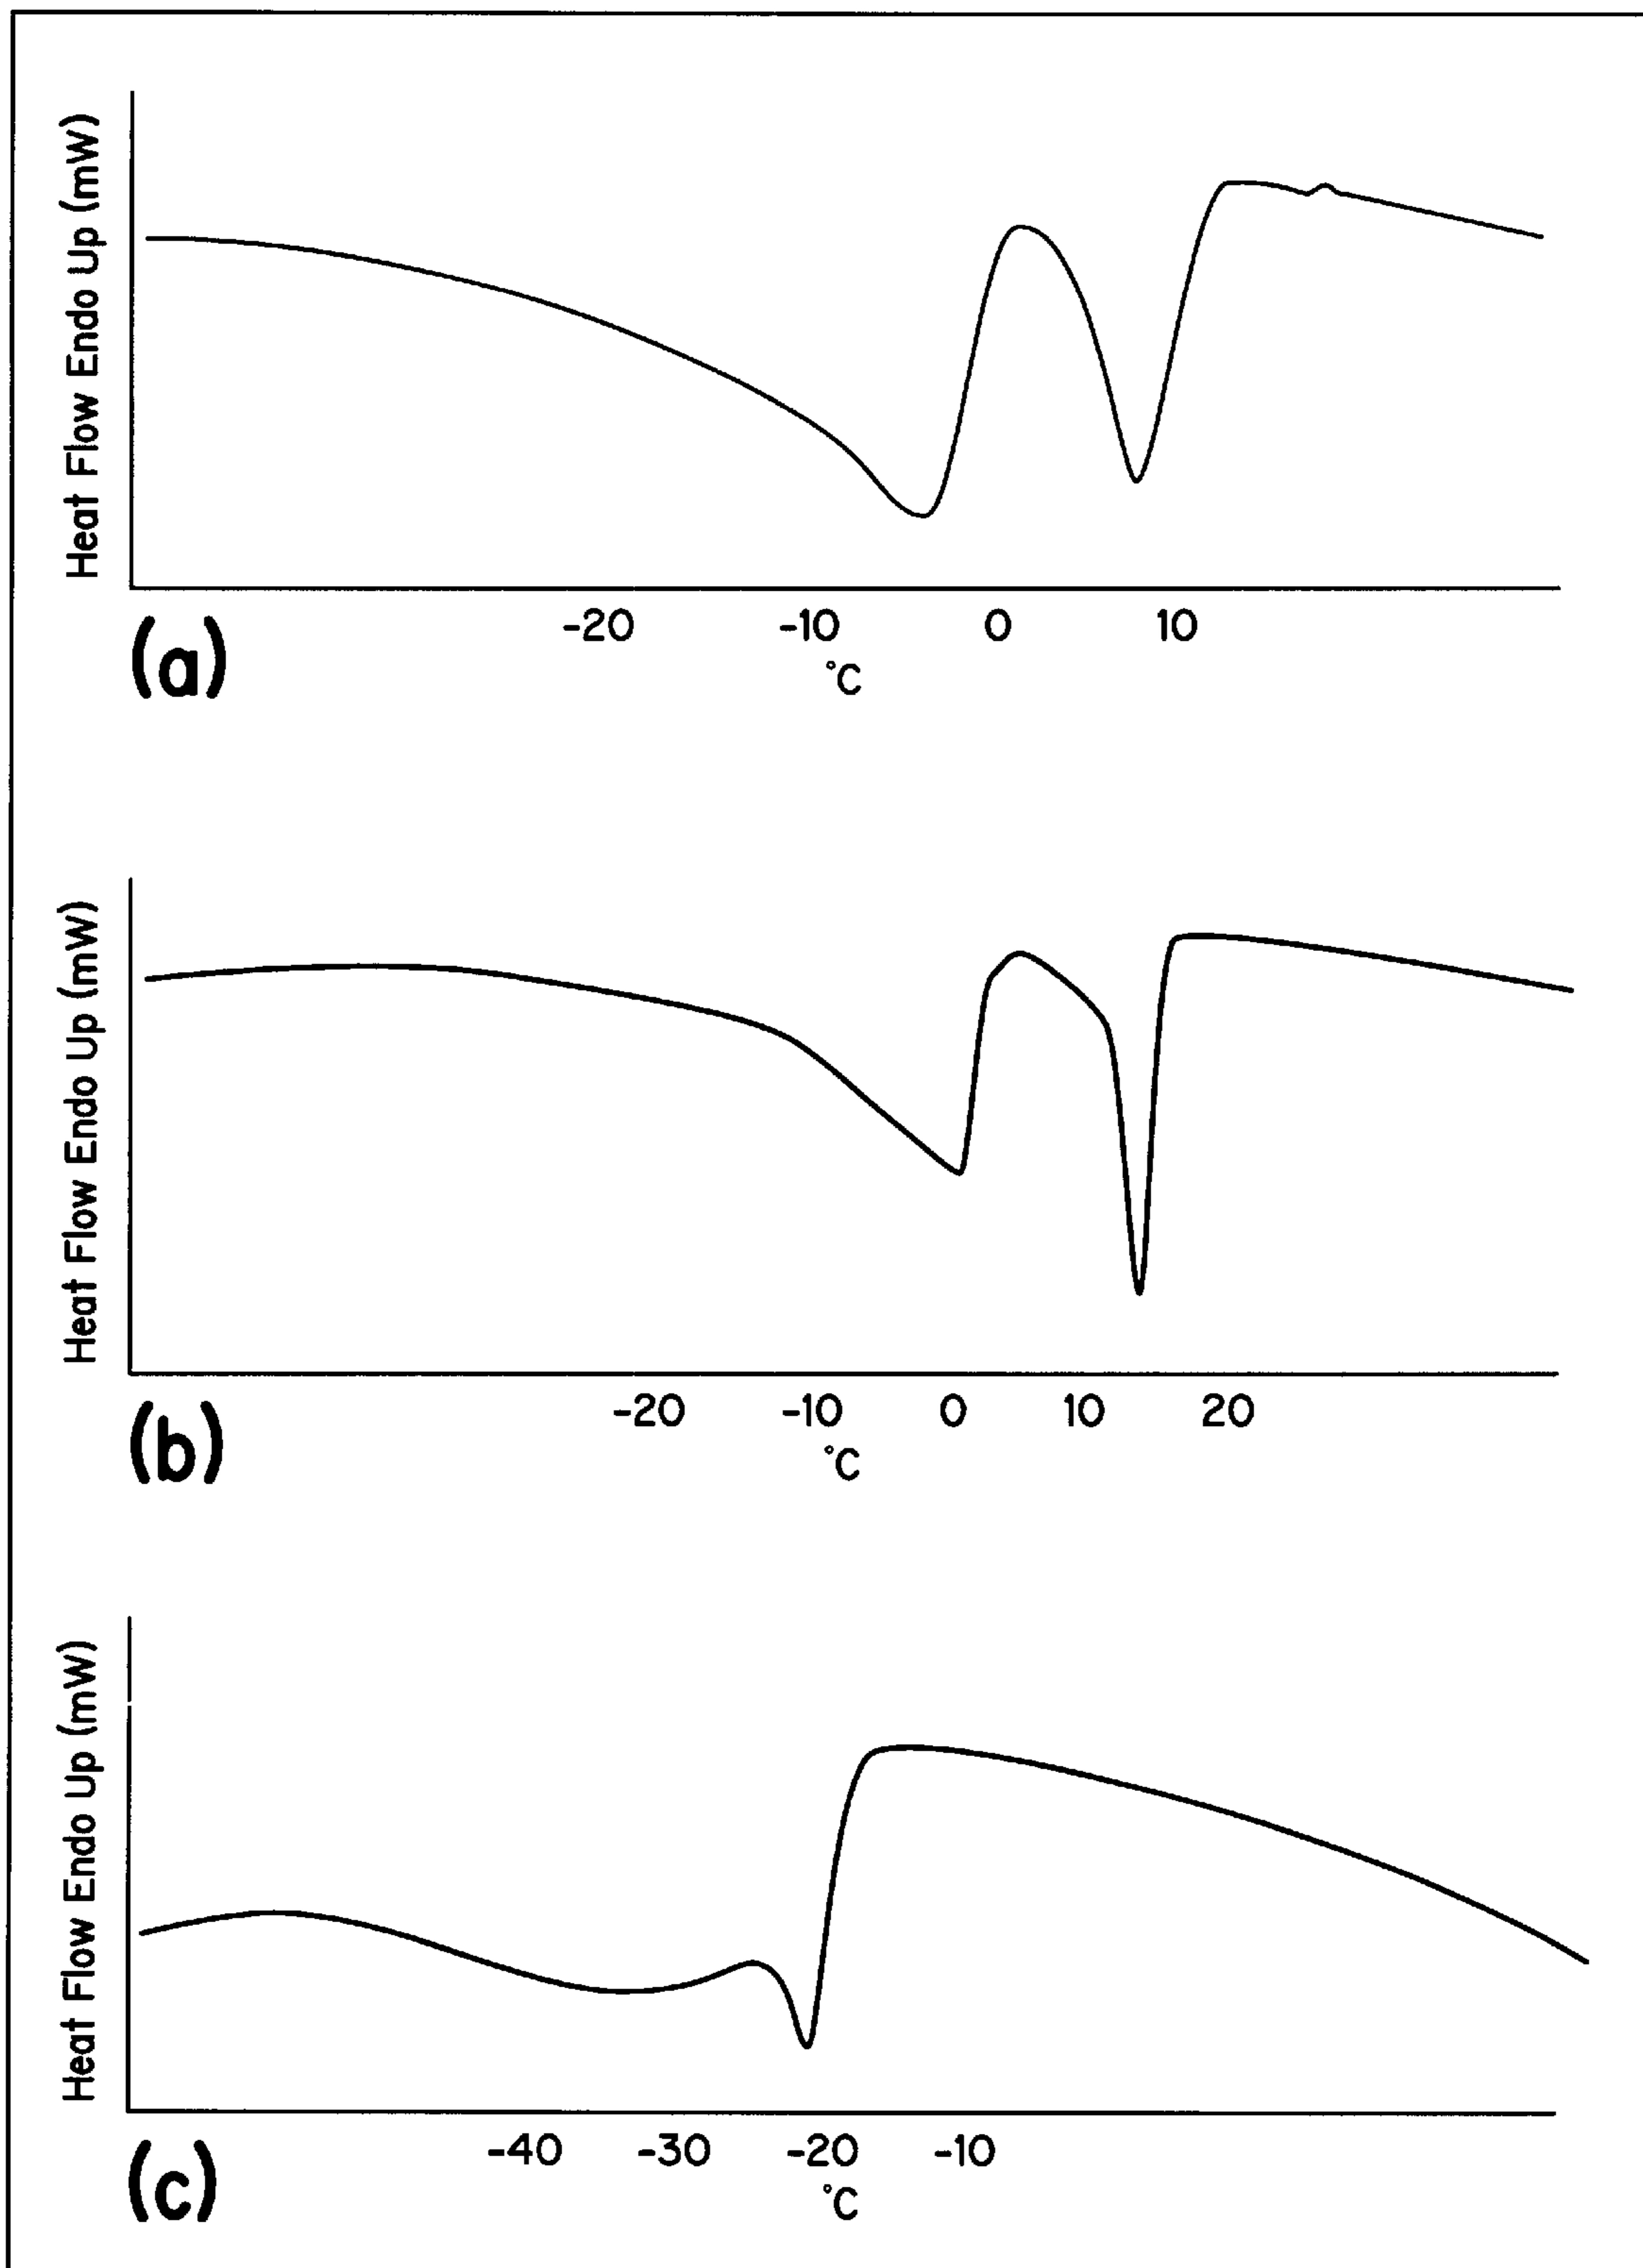 Heat Flow Endo Up (mW)
-20 -10 0 10
°C
(a)
Heat Flow Endo Up (mW)
-20 -10 0 10 20
°C
(b)
Heat Flow Endo Up (mW)
-40 -30 -20 -10
°C
(c)